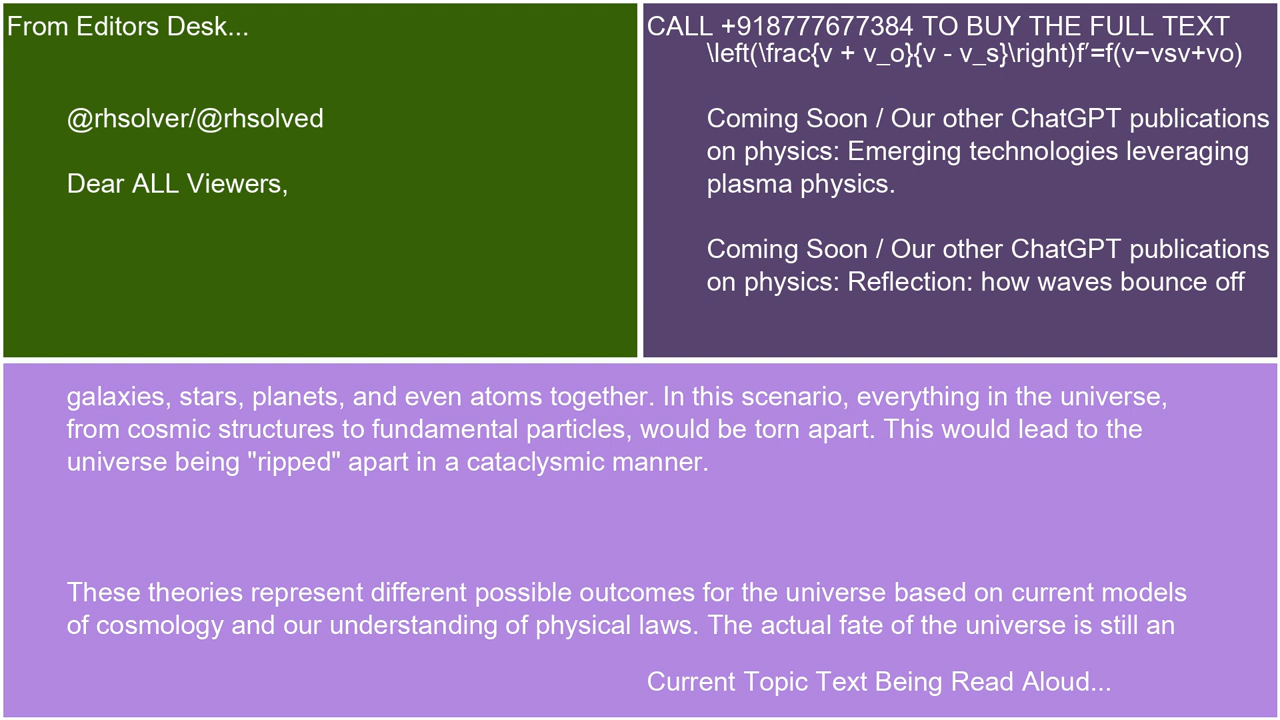 From Editors Desk...
@rhsolver/@rhsolved
Dear ALL Viewers,
CALL +918777677384 TO BUY THE FULL TEXT
\left(\frac{v + v_o}{v - v_s}\right)f′=f(v−vsv+vo)
Coming Soon / Our other ChatGPT publications
on physics: Emerging technologies leveraging
plasma physics.
Coming Soon / Our other ChatGPT publications
on physics: Reflection: how waves bounce off
galaxies, stars, planets, and even atoms together. In this scenario, everything in the universe,
from cosmic structures to fundamental particles, would be torn apart. This would lead to the
universe being "ripped" apart in a cataclysmic manner.
These theories represent different possible outcomes for the universe based on current models
of cosmology and our understanding of physical laws. The actual fate of the universe is still an
Current Topic Text Being Read Aloud...